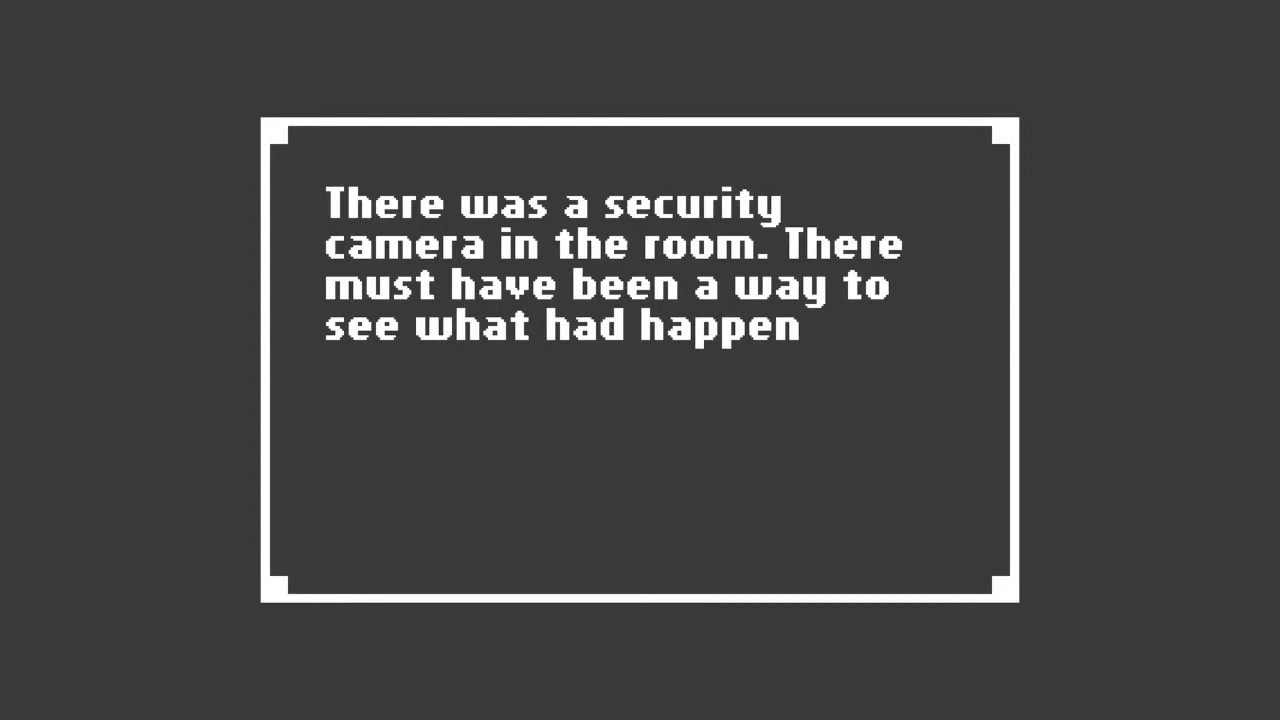 There was a security
camera in the room. There
must have been a way to
see what had happen